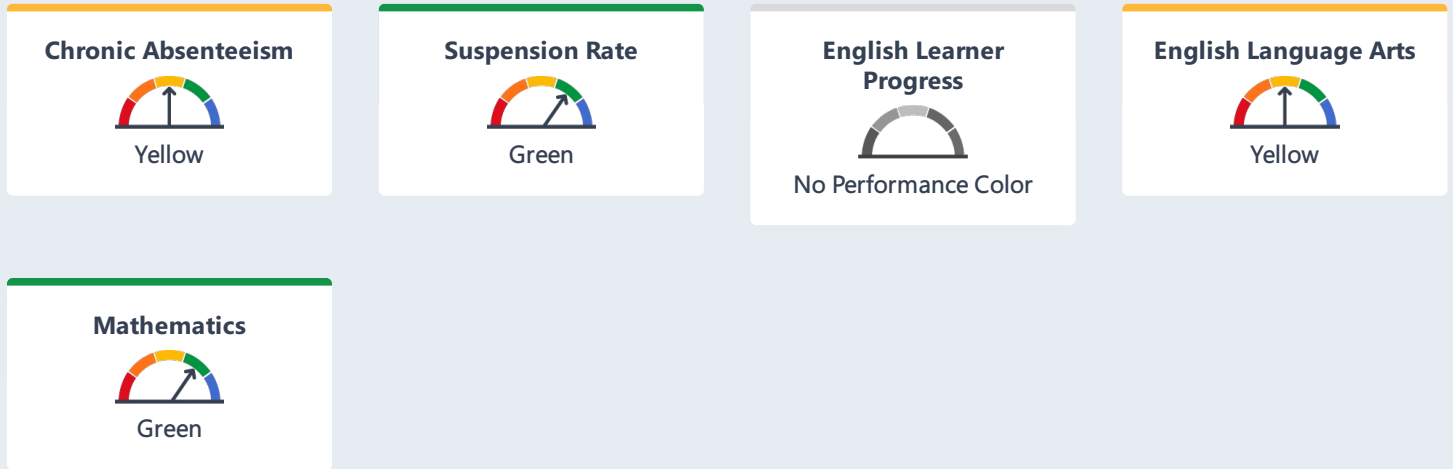 Chronic Absenteeism
Yellow
Suspension Rate
Green
English Learner
Progress
No Performance Color
English Language Arts
Yellow
Mathematics
Green